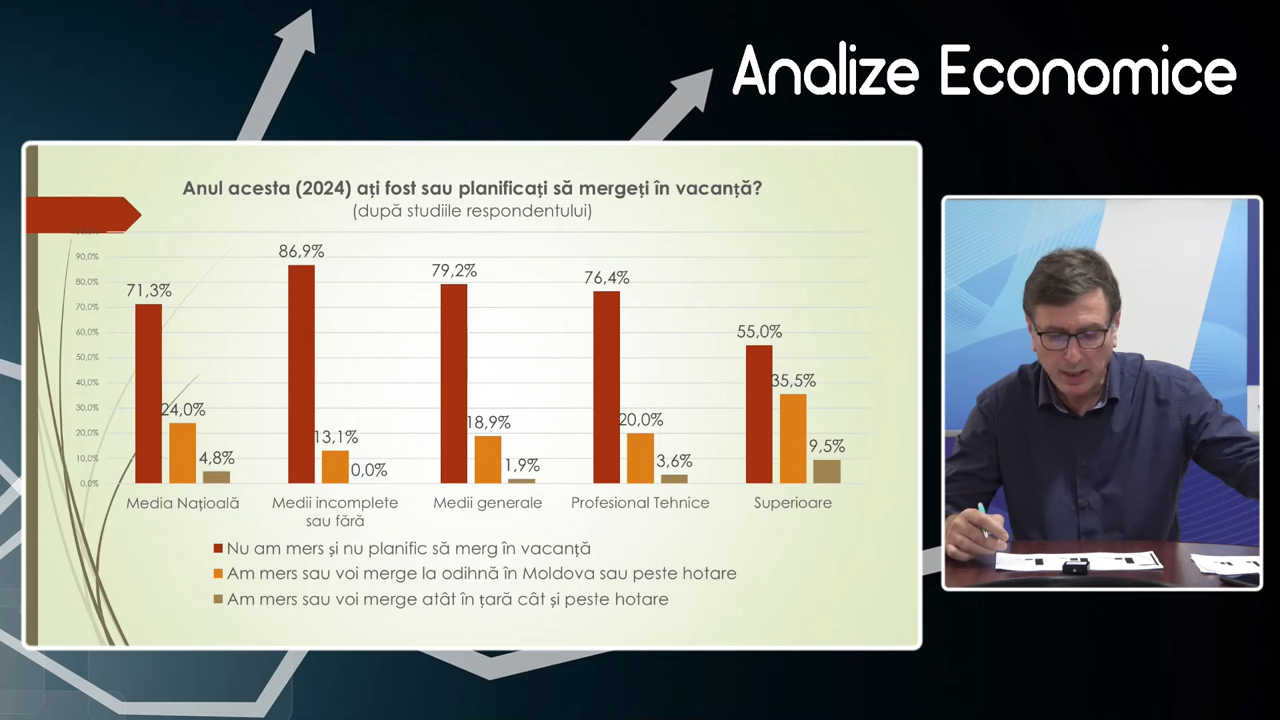 Analize Economice
Anul acesta (2024) ați fost sau planificați să mergeți în vacanță?
(după studiile respondentului)
90,0%
80,0%
70,0%
60,0%
50,0%
40,0%
30,0%
20,0%
10,0%
0,0%
71,3%
24,0%
4,8%
86,9%
13,1%
0,0%
79,2%
18,9%
1,9%
76,4%
20,0%
3,6%
55,0%
35,5%
9,5%
Media Națioală
Medii incomplete
sau fără
Medii generale
Profesional Tehnice
Superioare
Nu am mers și nu planific să merg în vacanță
Am mers sau voi merge la odihnă în Moldova sau peste hotare
Am mers sau voi merge atât în țară cât și peste hotare